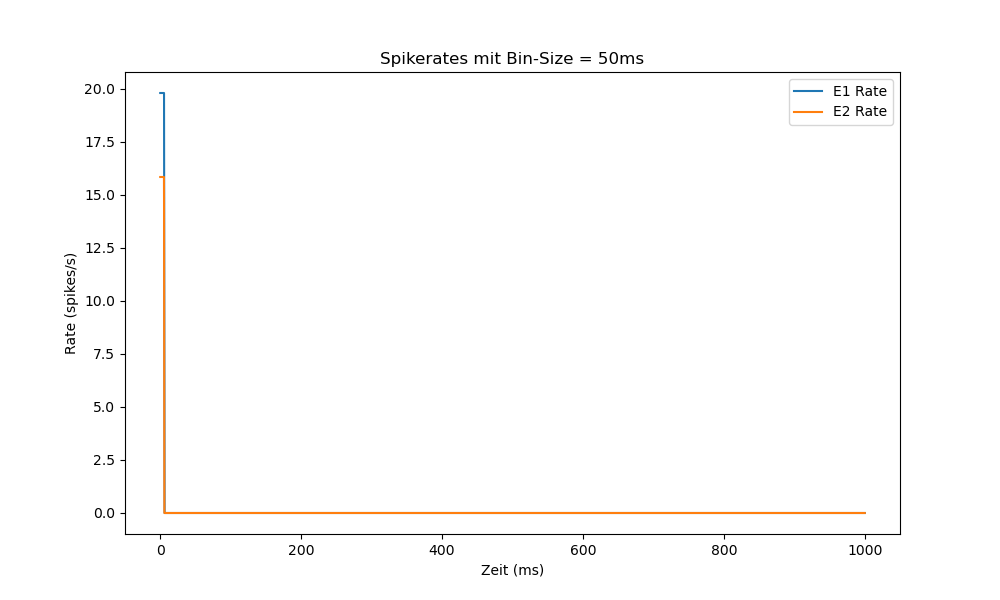 Spikerates mit Bin-Size = 50ms
E1 Rate
E2 Rate
20.0
17.5
15.0
12.5
10.0
7.5
5.0
2.5
0.0
Rate (spikes/s)
0 200 400 600 800 1000
Zeit (ms)